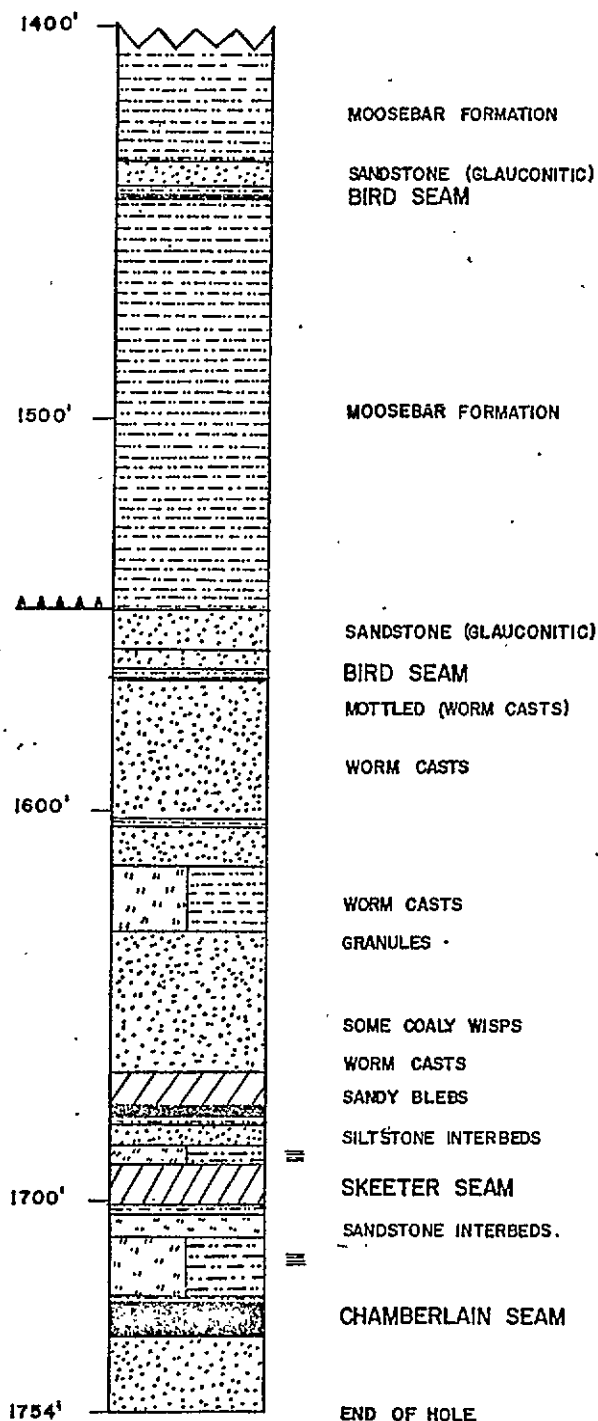 1400'
MOOSEBAR FORMATION
SANDSTONE (GLAUCONITIC)
BIRD SEAM
1500'
MOOSEBAR FORMATION
SANDSTONE (GLAUCONITIC)
BIRD SEAM
MOTTLED (WORM CASTS)
WORM CASTS
1600'
WORM CASTS
GRANULES
SOME COALY WISPS
WORM CASTS
SANDY BLEBS
SILTSTONE INTERBEDS
1700'
SKEETER SEAM
SANDSTONE INTERBEDS.
CHAMBERLAIN SEAM
1754'
END OF HOLE